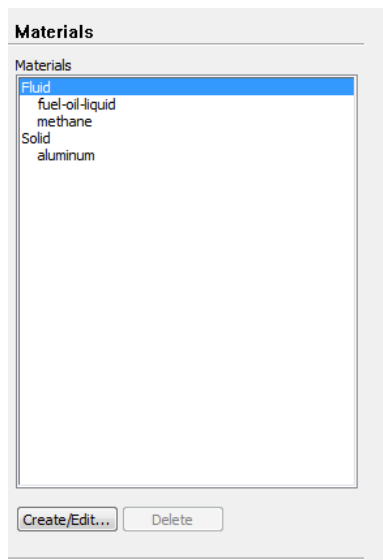 Materials
Materials
Fluid
fuel-oil-liquid
methane
Solid
aluminum
Create/Edit... Delete